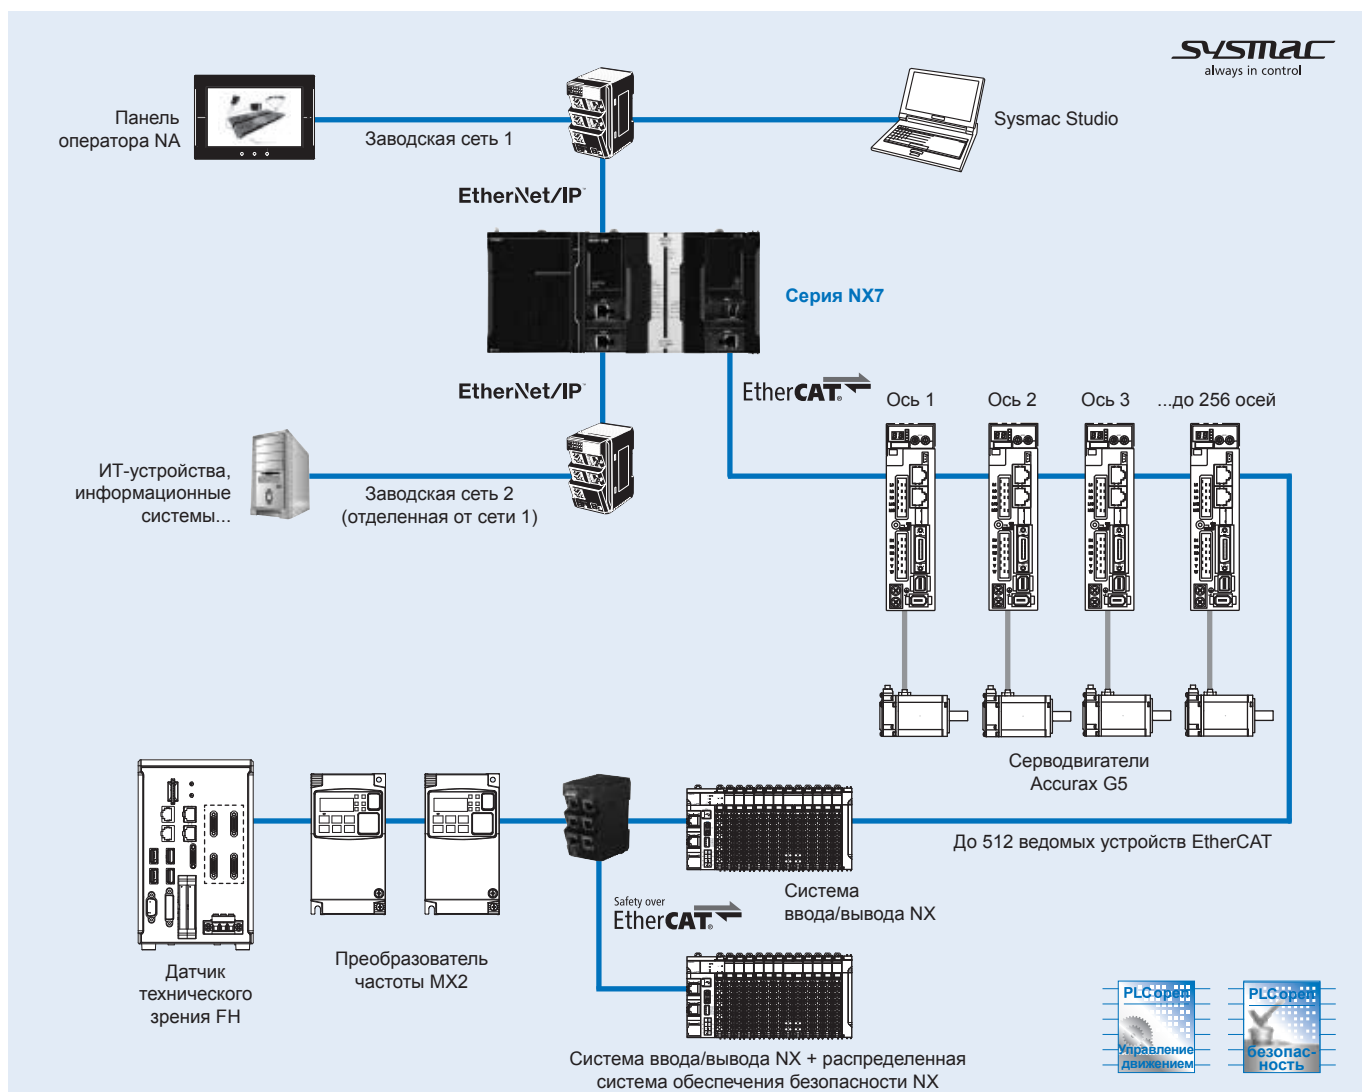 sysmac
always in control
Панель
оператора NA
Заводская сеть 1
Sysmac Studio
EtherNet/IP
Серия NX7
EtherNet/IP
EtherCAT®
Ось 1
Ось 2
Ось 3
...до 256 осей
ИТ-устройства,
информационные
системы...
Заводская сеть 2
(отделенная от сети 1)
Серводвигатели
Accurax G5
До 512 ведомых устройств EtherCAT
Система
ввода/вывода NX
Safety over
EtherCAT®
Преобразователь
частоты MX2
Датчик
технического
зрения FH
Система ввода/вывода NX + распределенная
система обеспечения безопасности NX
PLCopen
Управление
движением
PLCopen
безопас-
ность